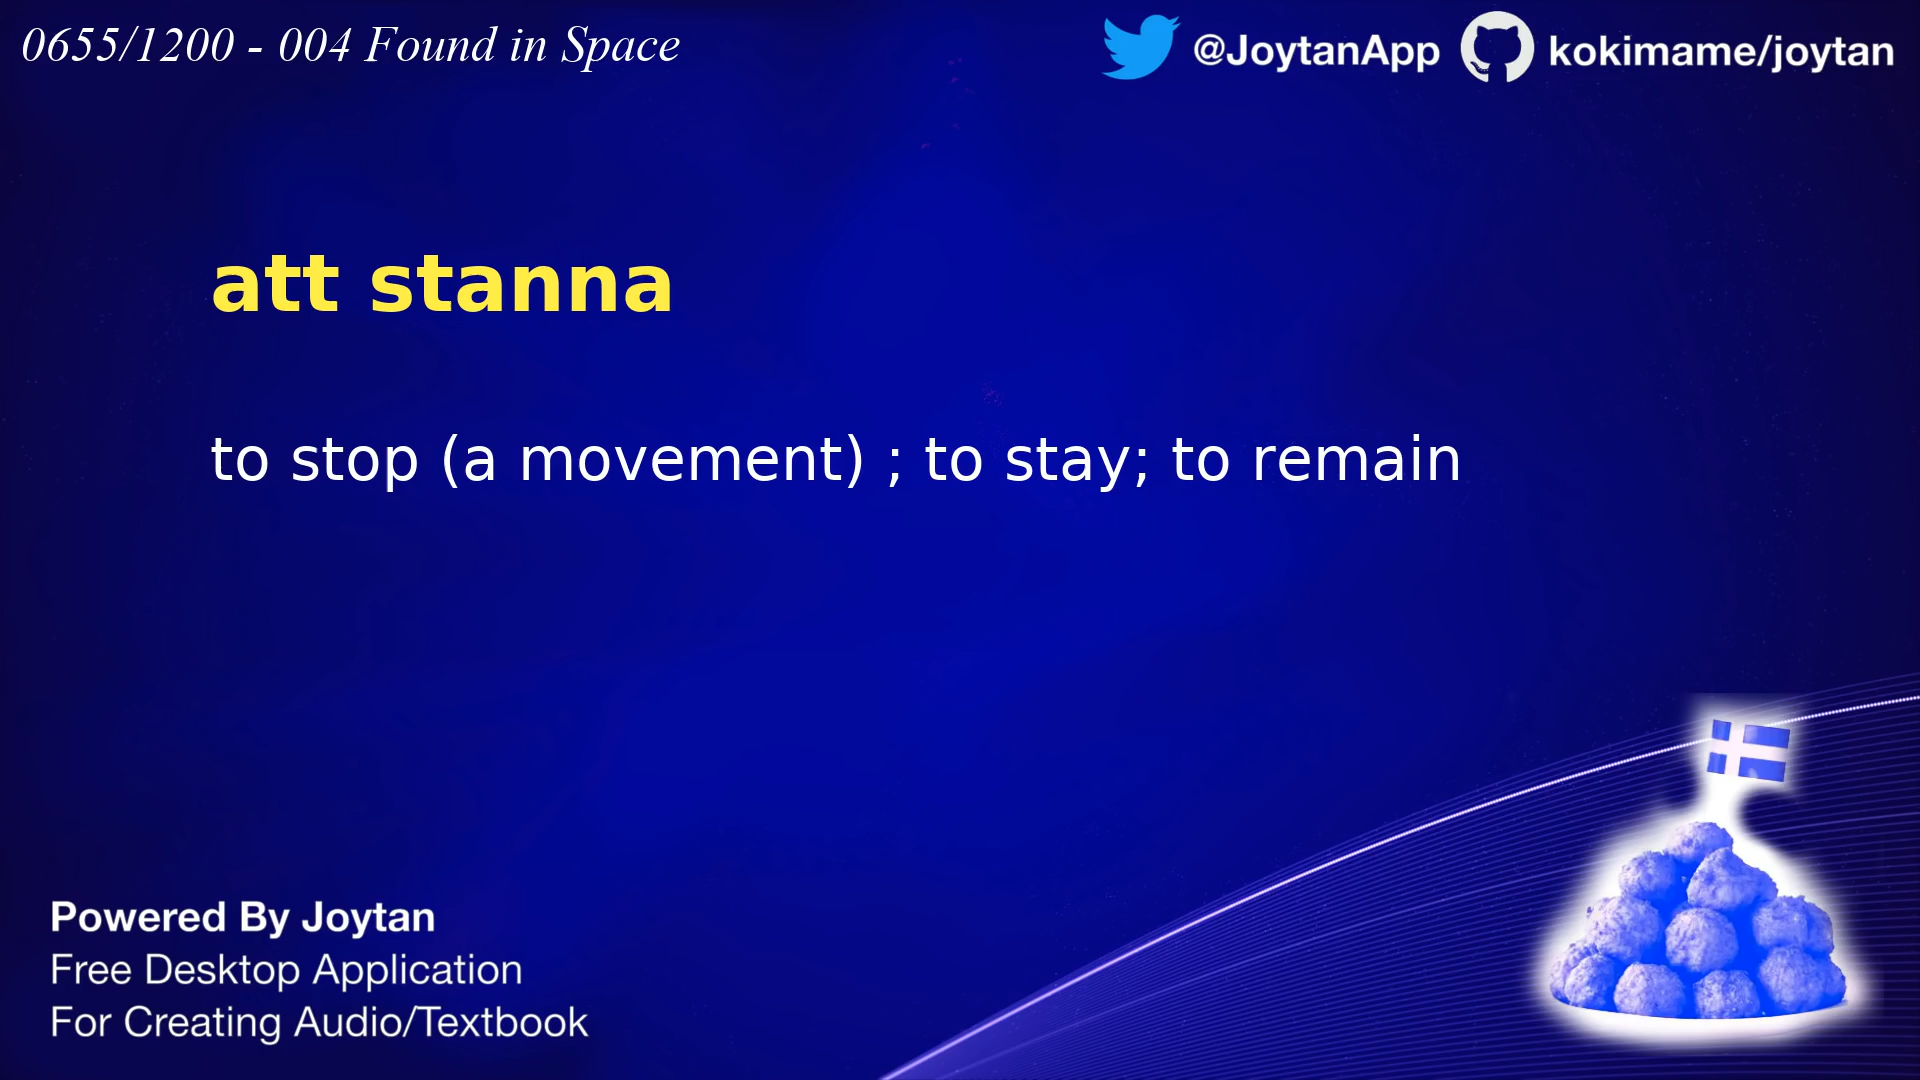 0655/1200 - 004 Found in Space
@JoytanApp kokimame/joytan
att stanna
to stop (a movement) ; to stay; to remain
Powered By Joytan
Free Desktop Application
For Creating Audio/Textbook